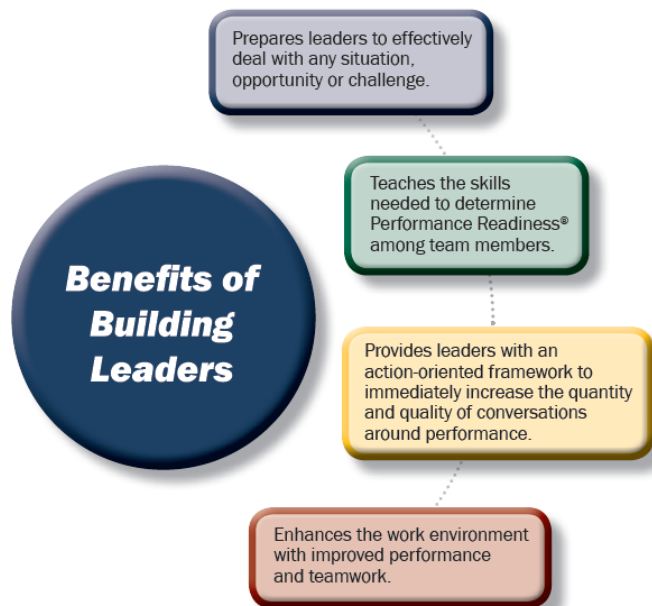 Prepares leaders to effectively
deal with any situation,
opportunity or challenge.
Teaches the skills
needed to determine
Performance Readiness®
among team members.
Benefits of
Building
Leaders
Provides leaders with an
action-oriented framework to
immediately increase the quantity
and quality of conversations
around performance.
Enhances the work environment
with improved performance
and teamwork.